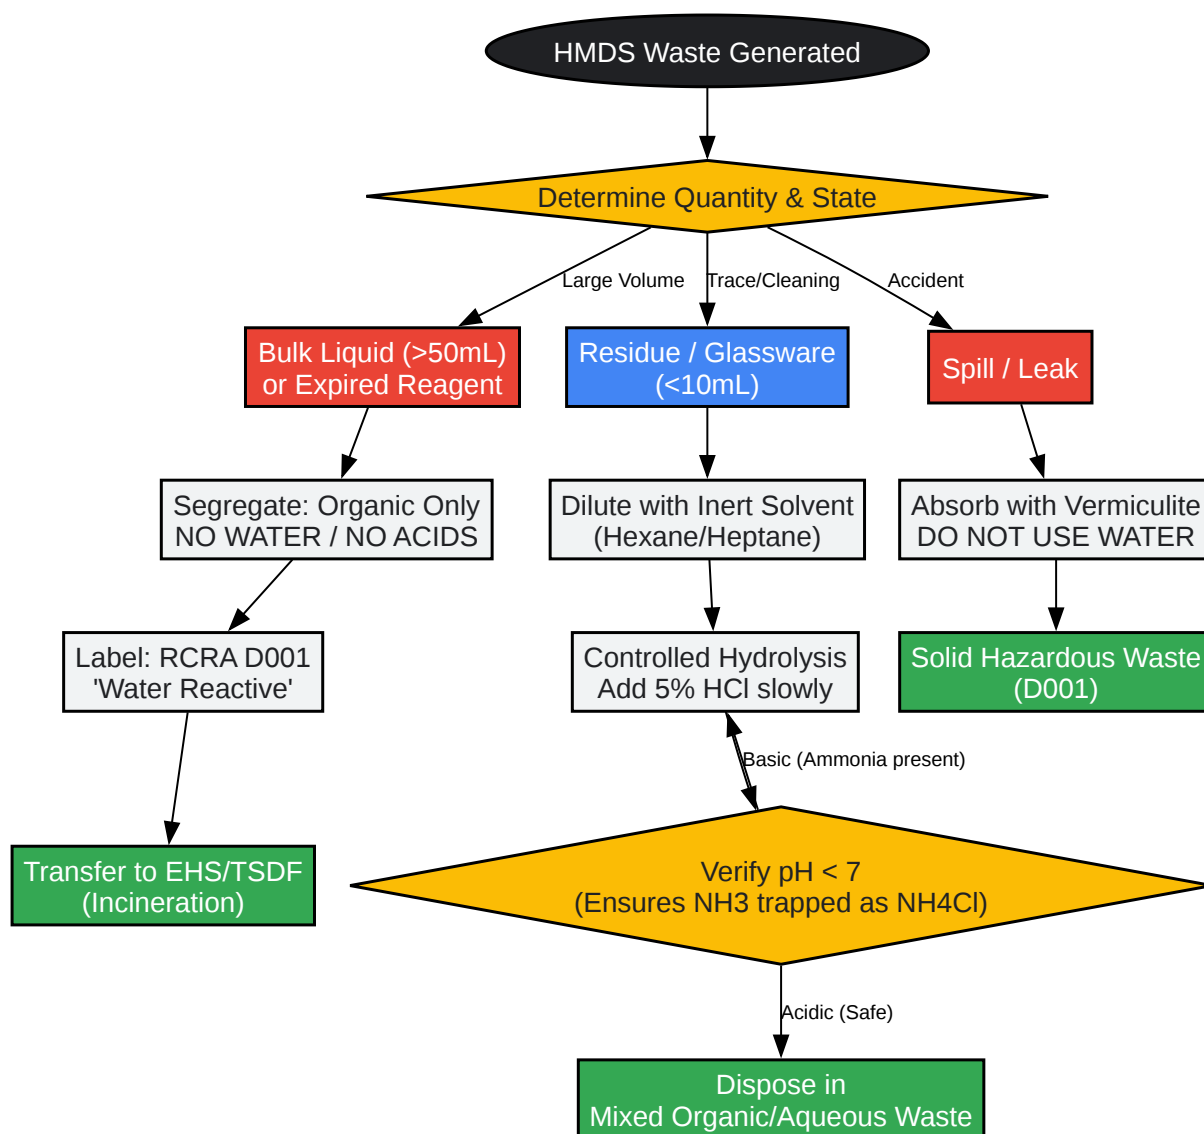 HMDS Waste Generated
Determine Quantity & State
Large Volume
Trace/Cleaning
Accident
Bulk Liquid (>50mL)
or Expired Reagent
Residue / Glassware
(<10mL)
Spill / Leak
Segregate: Organic Only
NO WATER / NO ACIDS
Dilute with Inert Solvent
(Hexane/Heptane)
Absorb with Vermiculite
DO NOT USE WATER
Label: RCRA D001
'Water Reactive'
Controlled Hydrolysis
Add 5% HCl slowly
Solid Hazardous Waste
(D001)
Basic (Ammonia present)
Transfer to EHS/TSDF
(Incineration)
Verify pH < 7
(Ensures NH3 trapped as NH4Cl)
Acidic (Safe)
Dispose in
Mixed Organic/Aqueous Waste